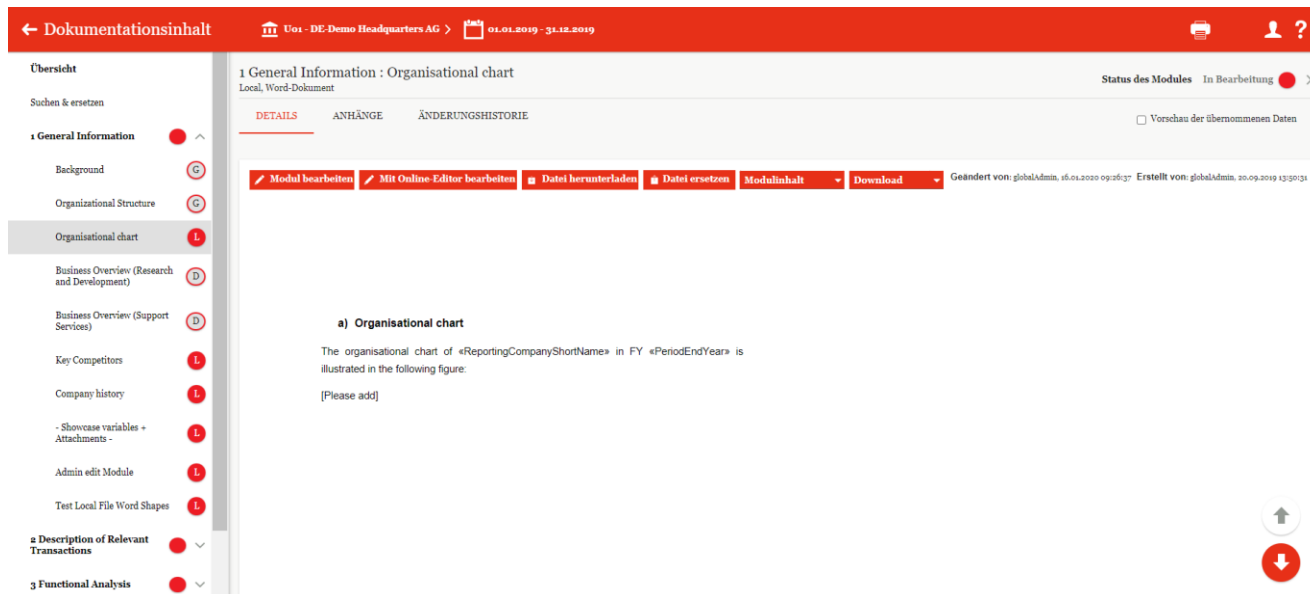 Dokumentationsinhalt
U01 - DE-Demo Headquarters AG
01.01.2019 - 31.12.2019
?
Übersicht
Suchen & ersetzen
1 General Information
Background
G
Organizational Structure
G
Organisational chart
L
Business Overview (Research
and Development)
D
Business Overview (Support
Services)
D
Key Competitors
L
Company history
L
- Showcase variables +
Attachments -
L
Admin edit Module
L
Test Local File Word Shapes
L
2 Description of Relevant
Transactions
3 Functional Analysis
1 General Information : Organisational chart
Local, Word-Dokument
Status des Modules In Bearbeitung
DETAILS ANHÄNGE ÄNDERUNGSHISTORIE
Vorschau der übernommenen Daten
Modul bearbeiten Mit Online-Editor bearbeiten Datei herunterladen Datei ersetzen Modulinhalt Download Geändert von: globalAdmin, 16.01.2020 09:26:37 Erstellt von: globalAdmin, 20.09.2019 13:50:31
a) Organisational chart
The organisational chart of «ReportingCompanyShortName» in FY «PeriodEndYear» is
illustrated in the following figure:
[Please add]